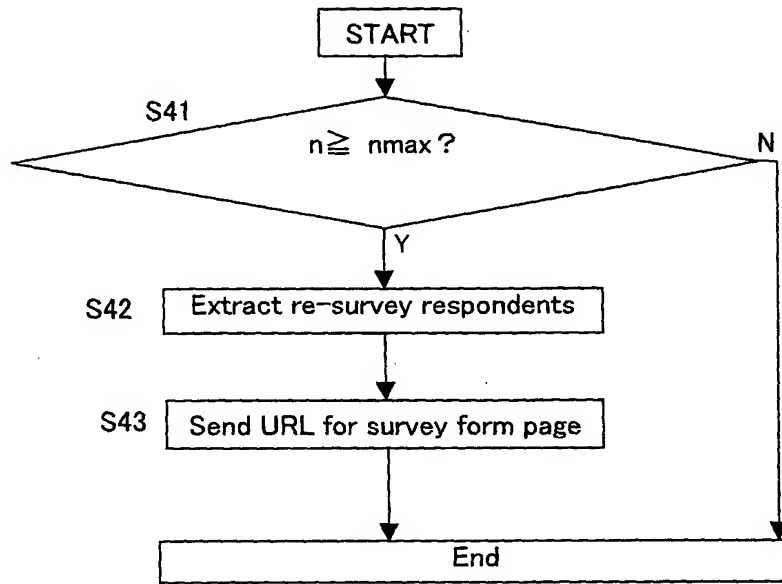 START
S41
n≧ nmax?
N
Y
S42
Extract re-survey respondents
S43
Send URL for survey form page
End